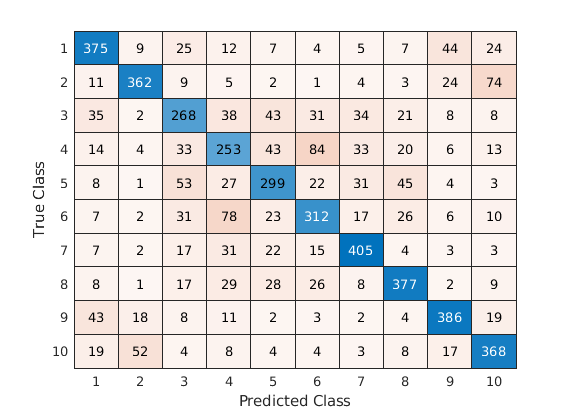 1 375 9 25 12 7 4 5 7 44 24
2 11 362 9 5 2 1 4 3 24 74
3 35 2 268 38 43 31 34 21 8 8
4 14 4 33 253 43 84 33 20 6 13
5 8 1 53 27 299 22 31 45 4 3
6 7 2 31 78 23 312 17 26 6 10
7 7 2 17 31 22 15 405 4 3 3
8 8 1 17 29 28 26 8 377 2 9
9 43 18 8 11 2 3 2 4 386 19
10 19 52 4 8 4 4 3 8 17 368
1 2 3 4 5 6 7 8 9 10
Predicted Class
True Class